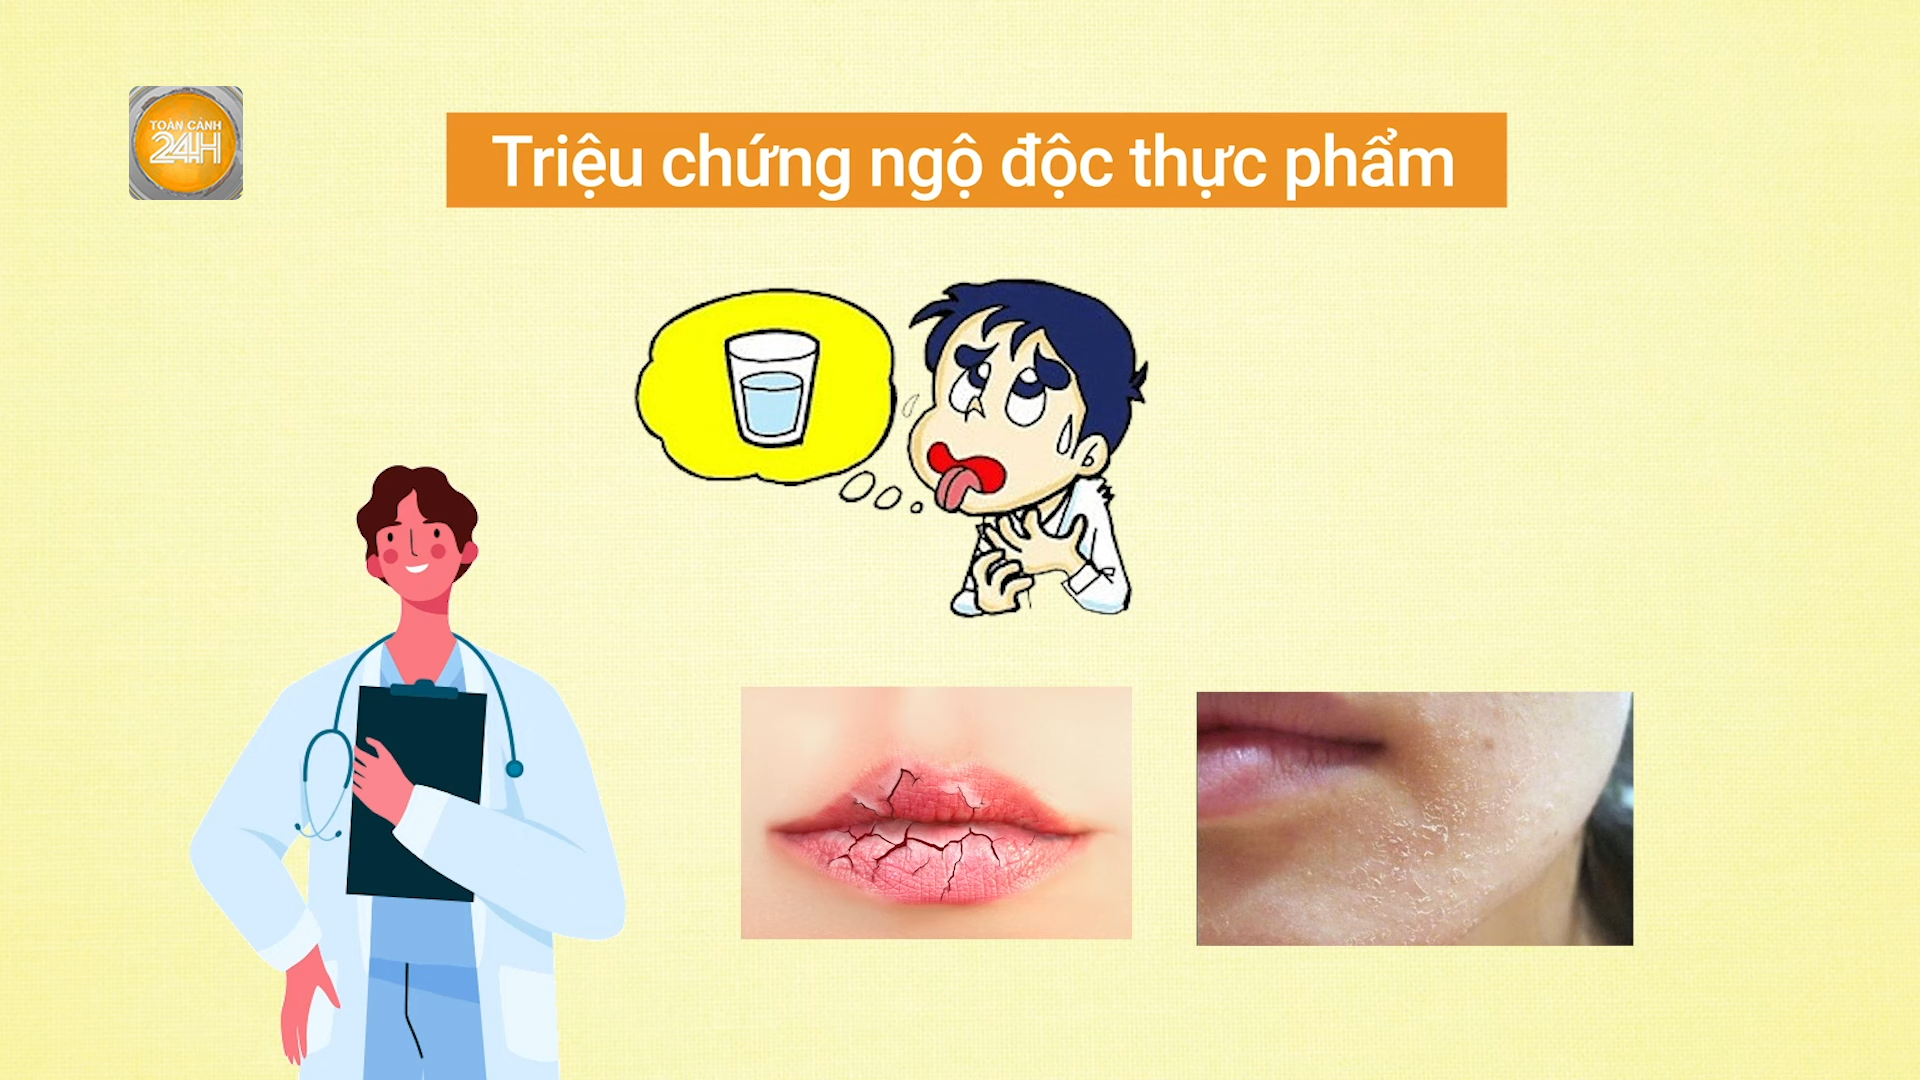 TOÀN CẢNH
24H
Triệu chứng ngộ độc thực phẩm